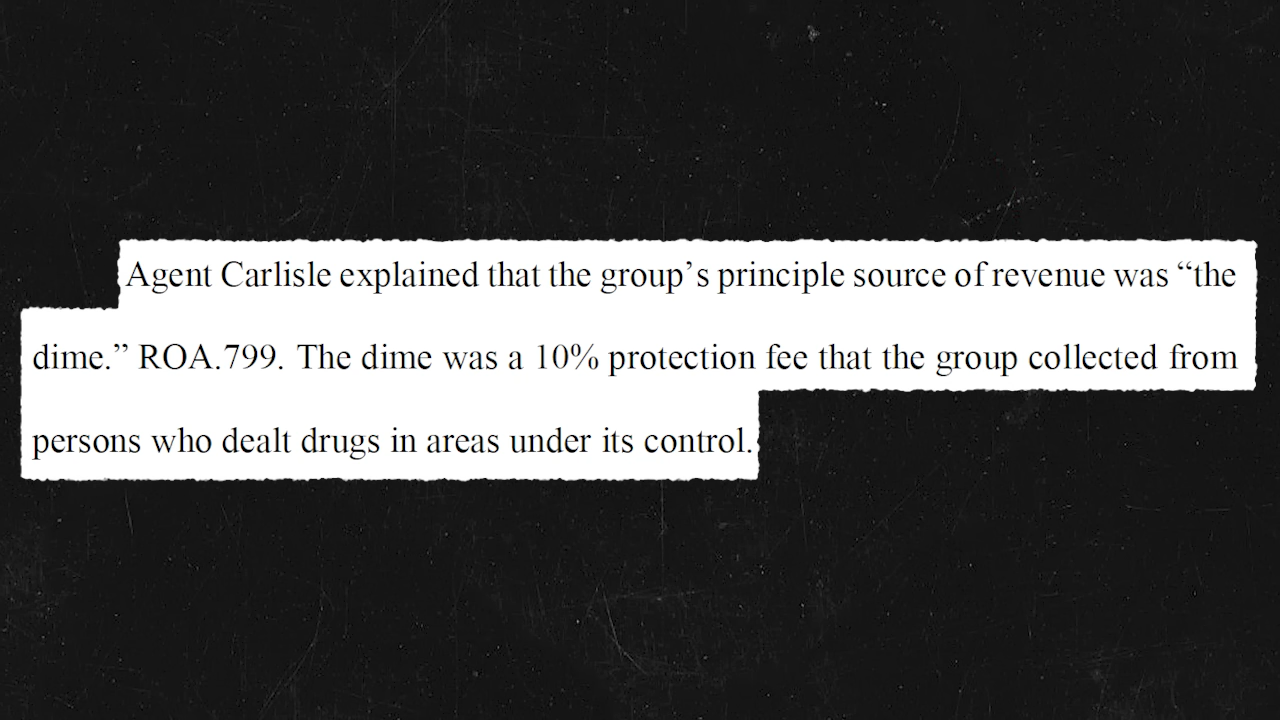 Agent Carlisle explained that the group’s principle source of revenue was “the
dime.” ROA.799. The dime was a 10% protection fee that the group collected from
persons who dealt drugs in areas under its control.